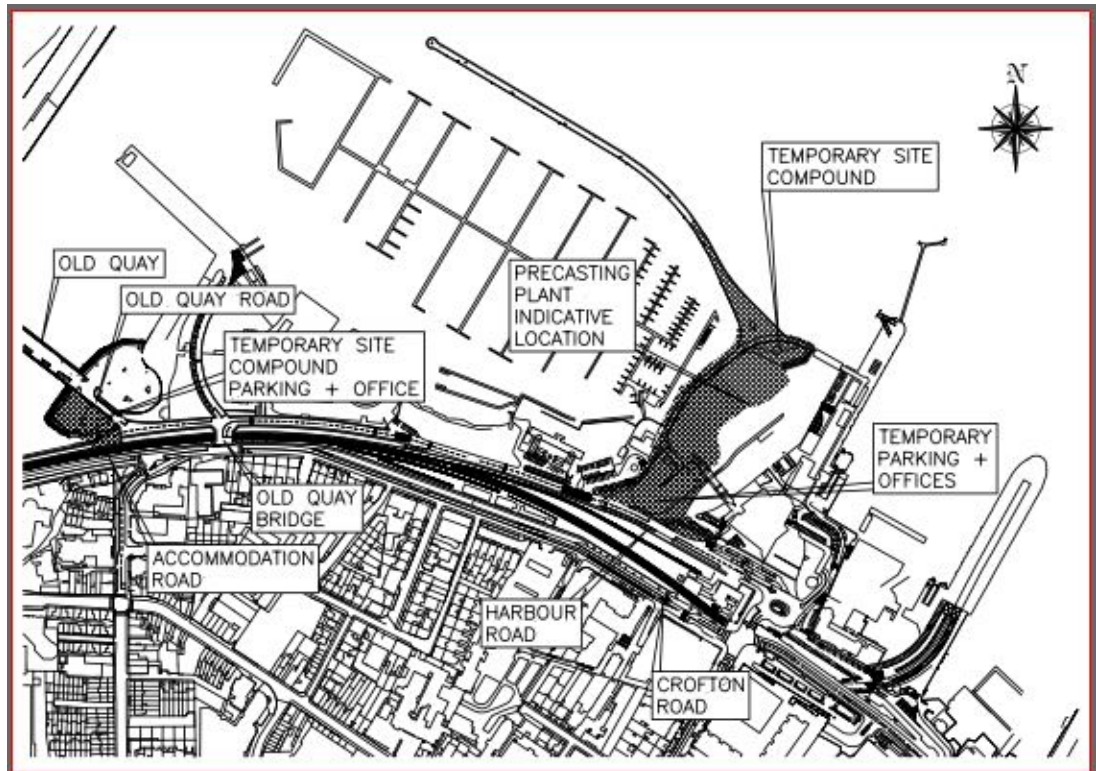 N
TEMPORARY SITE
COMPOUND
OLD QUAY
OLD QUAY ROAD
PRECASTING
PLANT
INDICATIVE
LOCATION
TEMPORARY SITE
COMPOUND
PARKING + OFFICE
TEMPORARY
PARKING +
OFFICES
OLD QUAY
BRIDGE
ACCOMMODATION
ROAD
HARBOUR
ROAD
CROFTON
ROAD